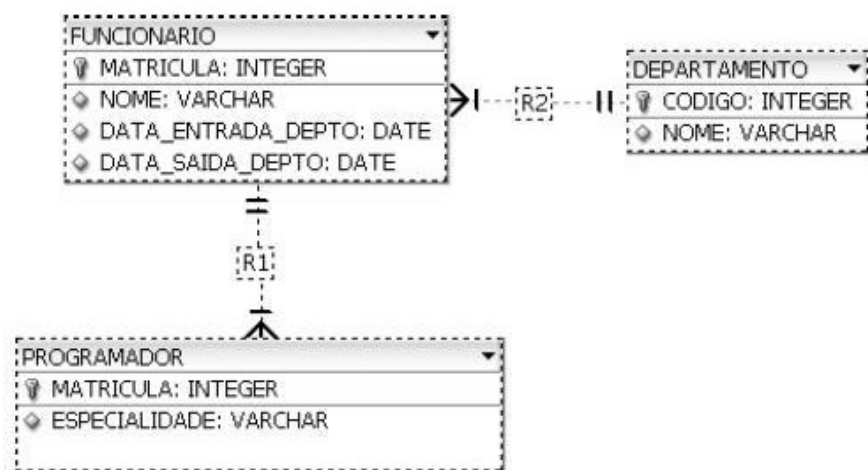 FUNCIONARIO
MATRICULA: INTEGER
NOME: VARCHAR
DATA_ENTRADA_DEPTO: DATE
DATA_SAIDA_DEPTO: DATE
R2
DEPARTAMENTO
CODIGO: INTEGER
NOME: VARCHAR
R1
PROGRAMADOR
MATRICULA: INTEGER
ESPECIALIDADE: VARCHAR